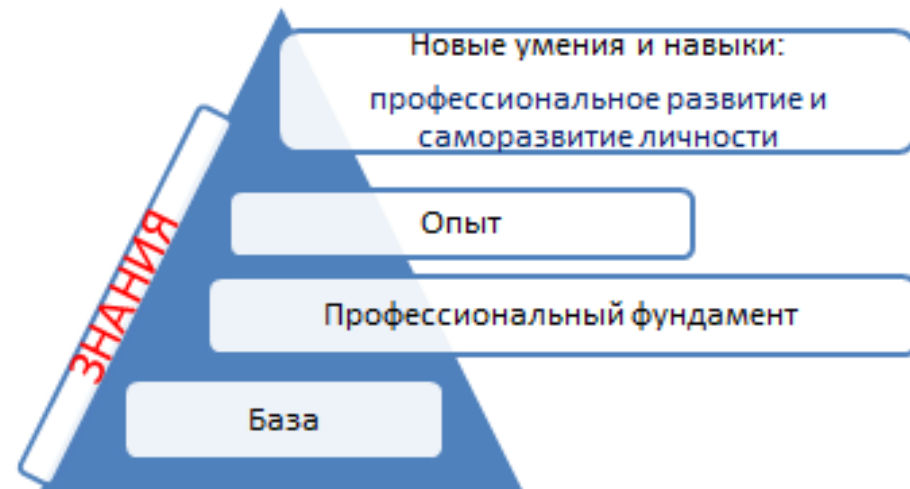 Новые умения и навыки:
профессиональное развитие и
саморазвитие личности
Опыт
Профессиональный фундамент
База
ЗНАНИЯ